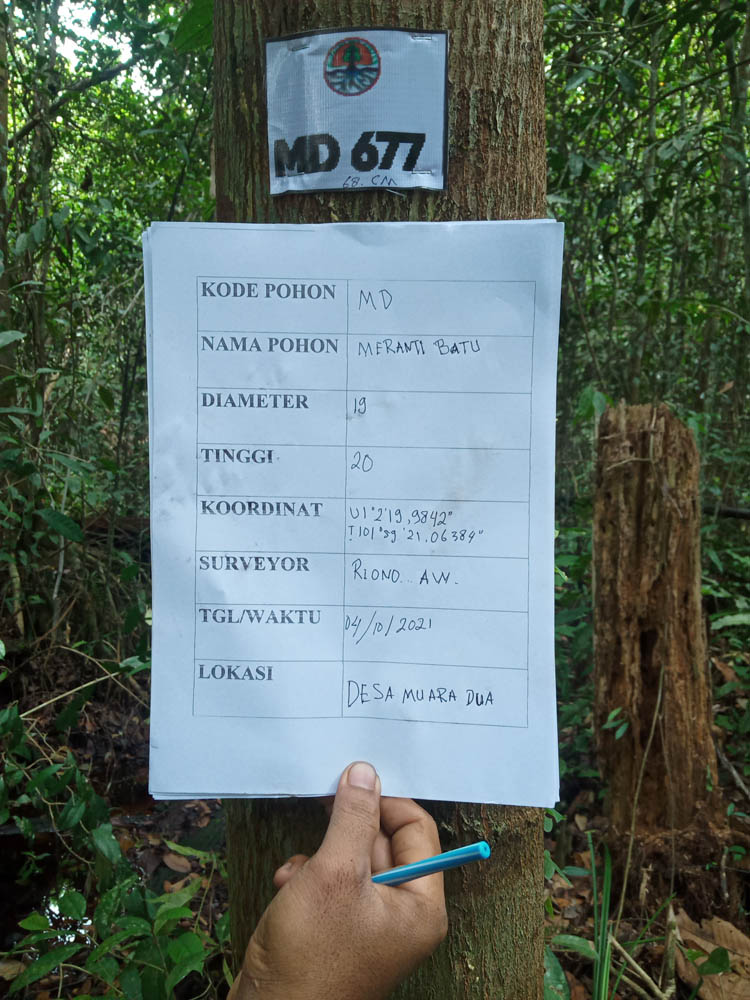 MD 677
68. CM
KODE POHON MD
NAMA POHON MERANTI BATU
DIAMETER 19
TINGGI 20
KOORDINAT U1°2'19,9842"
T101°39'21.06384"
SURVEYOR RIONO... AW.
TGL/WAKTU 04/10/2021
LOKASI DESA MUARA DUA